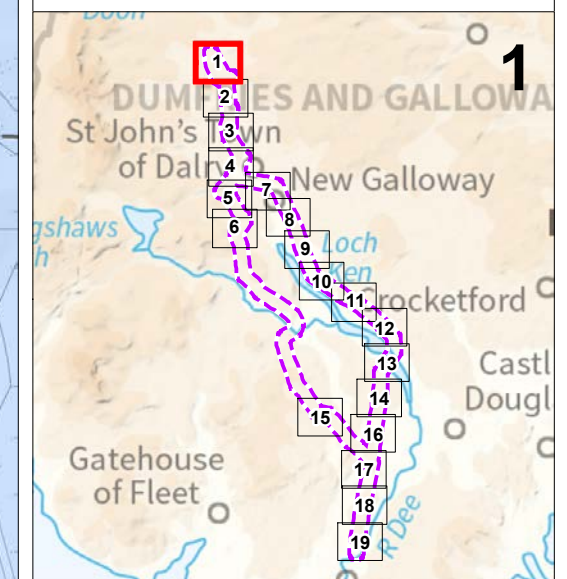 Doon
1
1
DUMFRIES AND GALLOWA
2
St John's Town
of Dalry
3
4
New Galloway
5
7
6
8
gshaws
h
Loch
Ken
9
10
11
Crocketford
12
13
Castl
Dougl
14
15
16
Gatehouse
of Fleet
17
18
R Dee
19